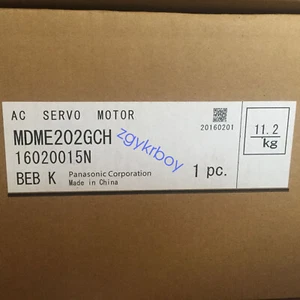 AC SERVO MOTOR
MDME202GCH
16020015N
BEB K Panasonic Corporation
Made in China
20160201
1 pc.
11.2
kg
zgykrboy